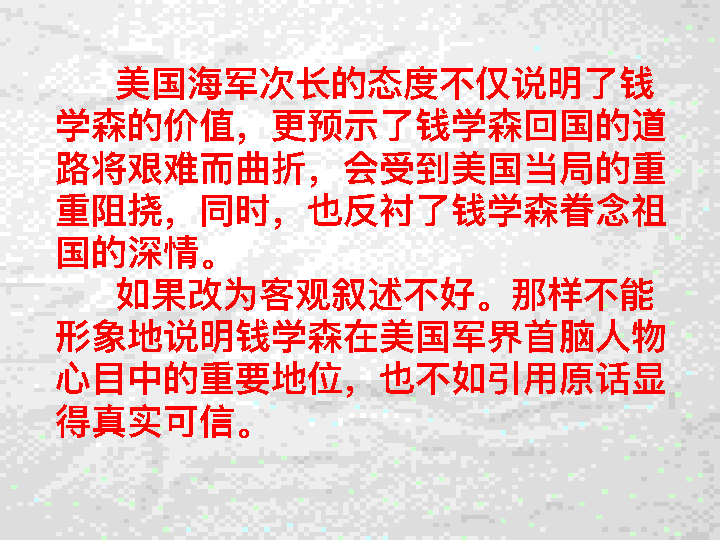 美国海军次长的态度不仅说明了钱
学森的价值，更预示了钱学森回国的道
路将艰难而曲折，会受到美国当局的重
重阻挠，同时，也反衬了钱学森眷念祖
国的深情。
如果改为客观叙述不好。那样不能
形象地说明钱学森在美国军界首脑人物
心目中的重要地位，也不如引用原话显
得真实可信。